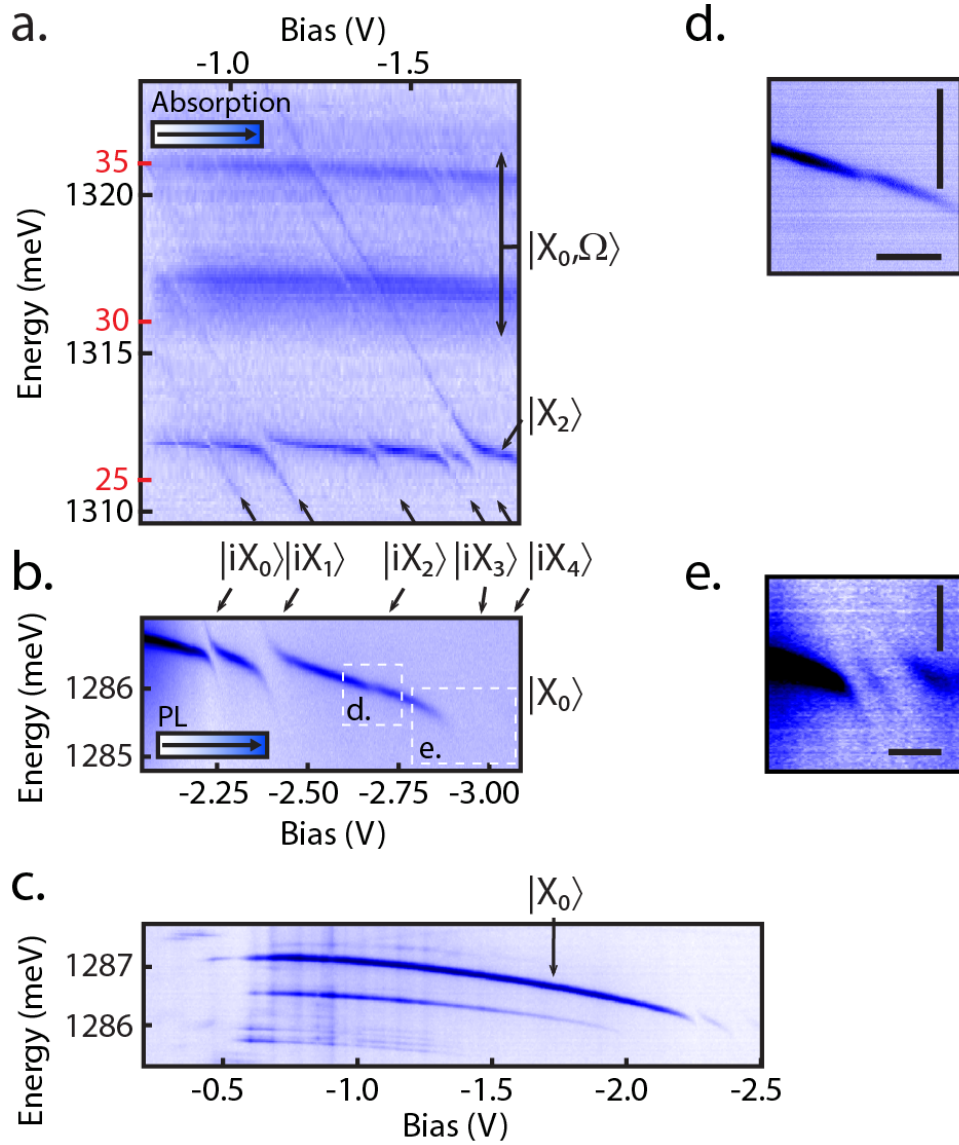 a.
Bias (V)
-1.0 -1.5
Absorption
35
1320
30
1315
25
1310
Energy (meV)
|X₀,Ω⟩
|X₂⟩
|iX₀⟩ |iX₁⟩ |iX₂⟩ |iX₃⟩ |iX₄⟩
b.
1286
1285
Energy (meV)
PL
d.
e.
|X₀⟩
-2.25 -2.50 -2.75 -3.00
Bias (V)
c.
|X₀⟩
1287
1286
Energy (meV)
-0.5 -1.0 -1.5 -2.0 -2.5
Bias (V)
d.
e.